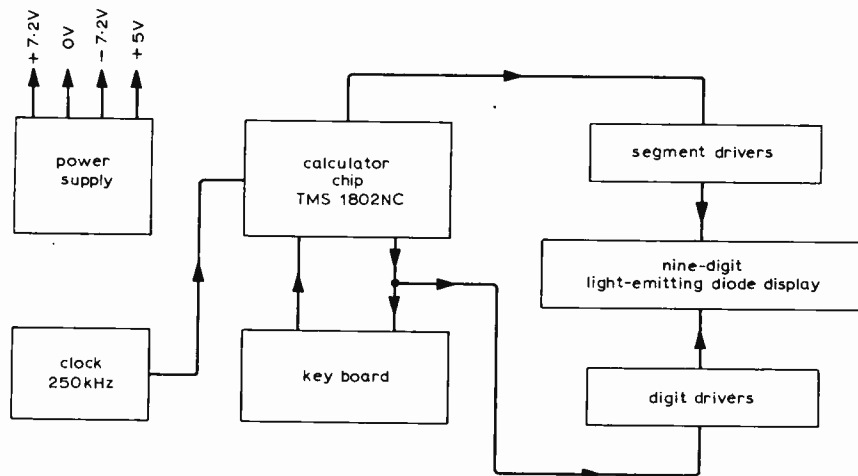 +7·2V
0V
−7·2V
+5V
power
supply
calculator
chip
TMS 1802NC
segment drivers
nine-digit
light-emitting diode display
clock
250kHz
key board
digit drivers